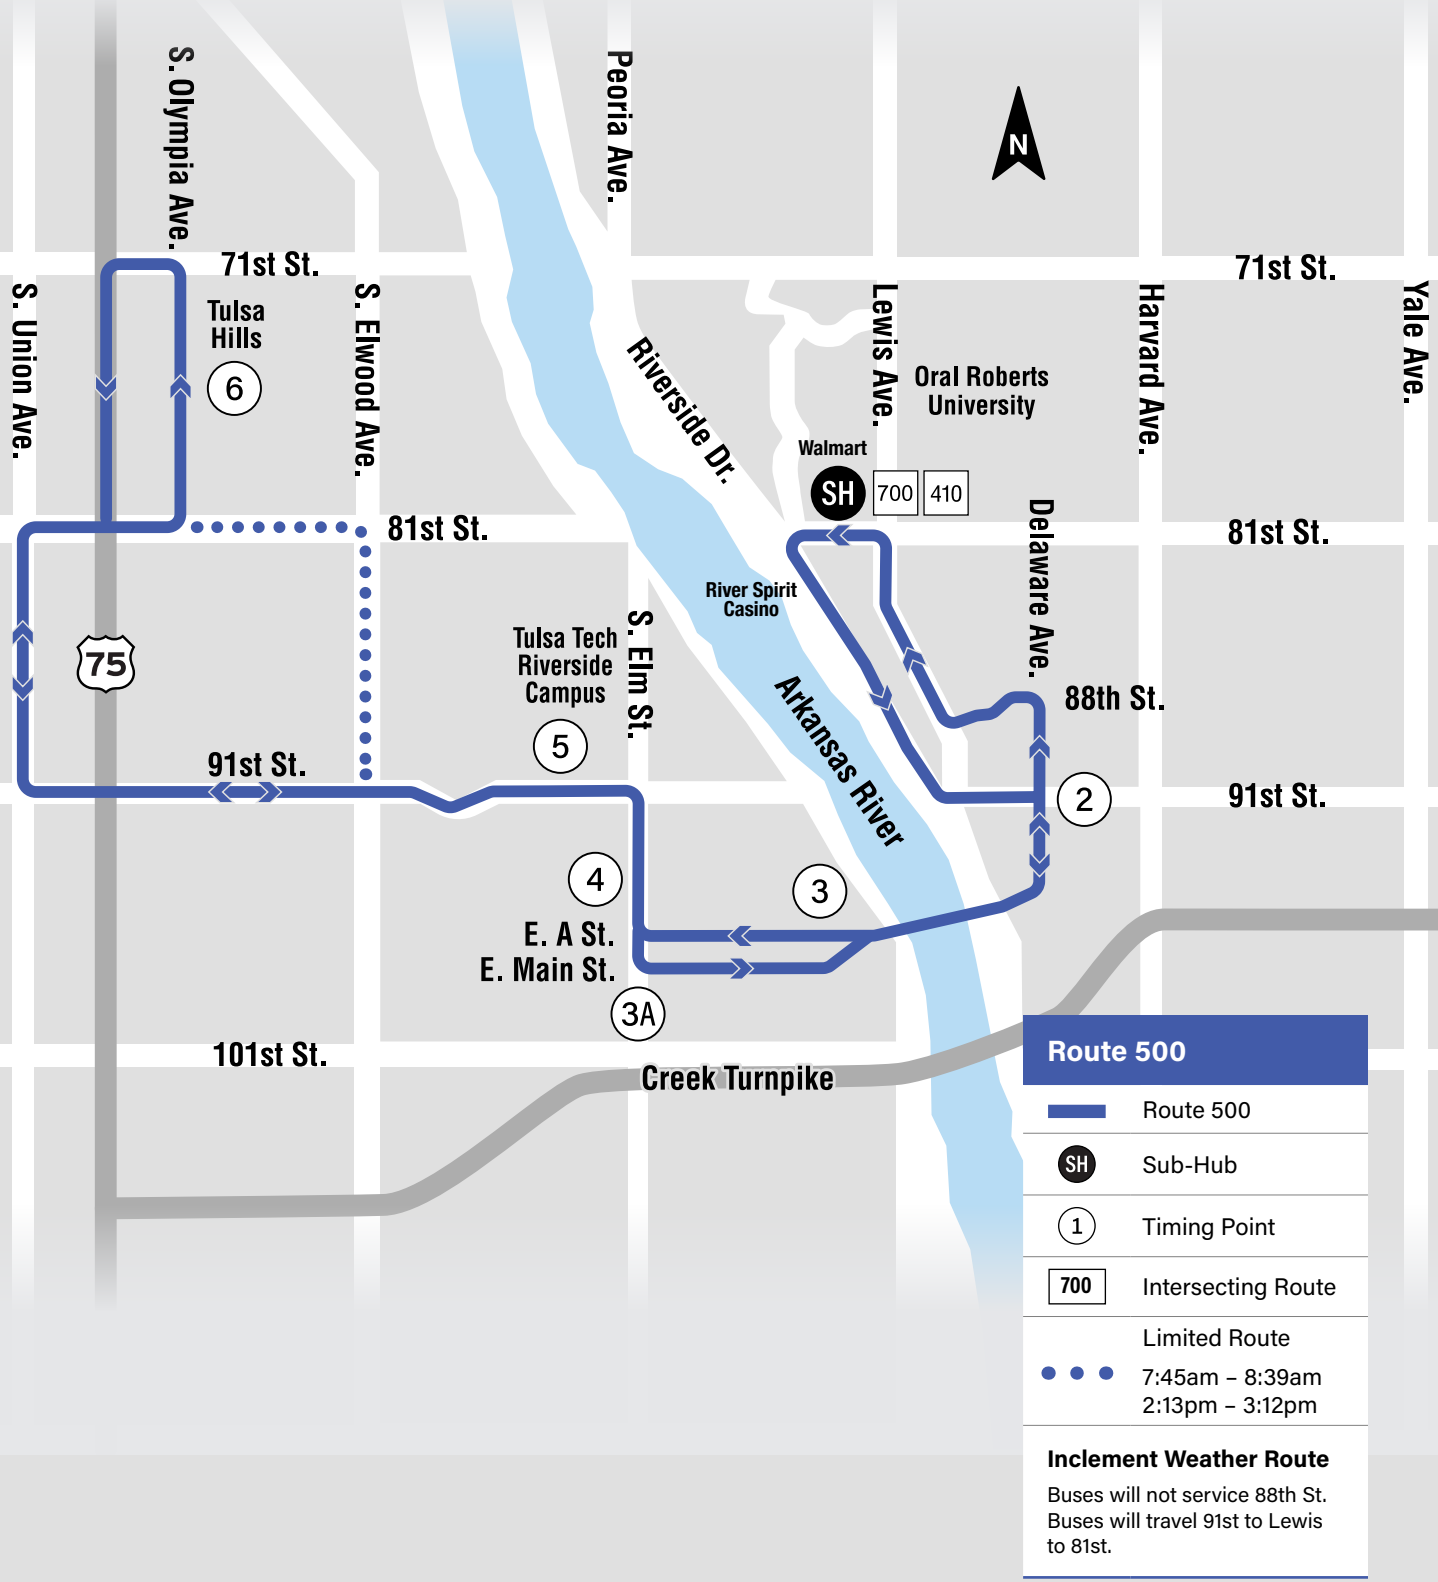 S. Olympia Ave.
Peoria Ave.
N
71st St.
71st St.
S. Union Ave.
Tulsa
Hills
6
S. Elwood Ave.
Riverside Dr.
Lewis Ave.
Oral Roberts
University
Harvard Ave.
Yale Ave.
Walmart
SH
700
410
81st St.
81st St.
Delaware Ave.
River Spirit
Casino
75
Tulsa Tech
Riverside
Campus
5
S. Elm St.
Arkansas River
88th St.
91st St.
2
91st St.
4
3
E. A St.
E. Main St.
3A
101st St.
Creek Turnpike
Route 500
Route 500
SH
Sub-Hub
1
Timing Point
700
Intersecting Route
Limited Route
7:45am – 8:39am
2:13pm – 3:12pm
Inclement Weather Route
Buses will not service 88th St.
Buses will travel 91st to Lewis
to 81st.